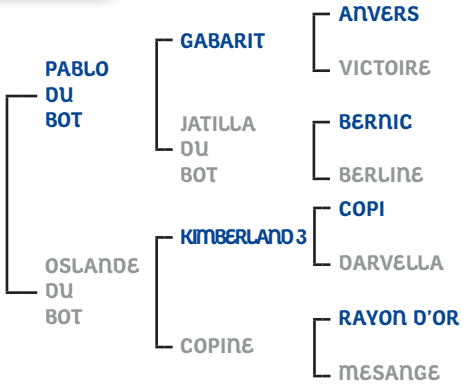 PABLO
DU
BOT
OSLANDE
DU
BOT
GABARIT
JATILLA
DU
BOT
KIMBERLAND 3
COPINE
ANVERS
VICTOIRE
BERNIC
BERLINE
COPI
DARVELLA
RAYON D'OR
MESANGE